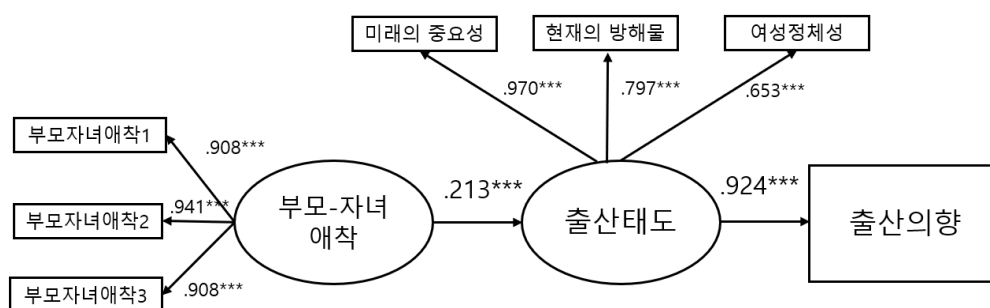 미래의 중요성
현재의 방해물
여성정체성
.970***
.797***
.653***
부모자녀애착1
.908***
부모자녀애착2
.941***
부모자녀애착3
.908***
부모-자녀
애착
.213***
출산태도
.924***
출산의향